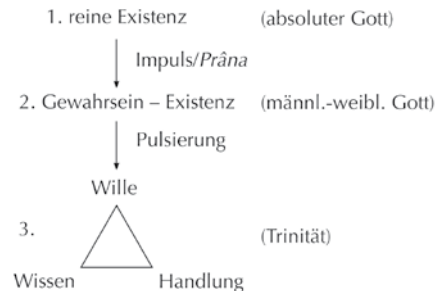 1. reine Existenz (absoluter Gott)
Impuls/Prâna
2. Gewahrsein – Existenz (männl.-weibl. Gott)
Pulsierung
Wille
3. (Trinität)
Wissen Handlung